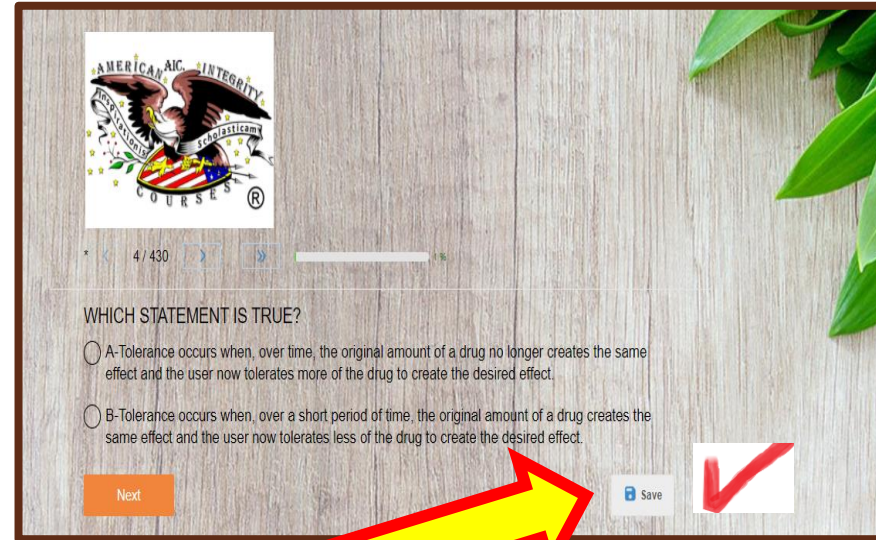 AMERICAN AIC. INTEGRITY
Inspirationis Scholasticam
COURSES ®
* 4 / 430
1 %
WHICH STATEMENT IS TRUE?
A-Tolerance occurs when, over time, the original amount of a drug no longer creates the same
effect and the user now tolerates more of the drug to create the desired effect.
B-Tolerance occurs when, over a short period of time, the original amount of a drug creates the
same effect and the user now tolerates less of the drug to create the desired effect.
Next
Save